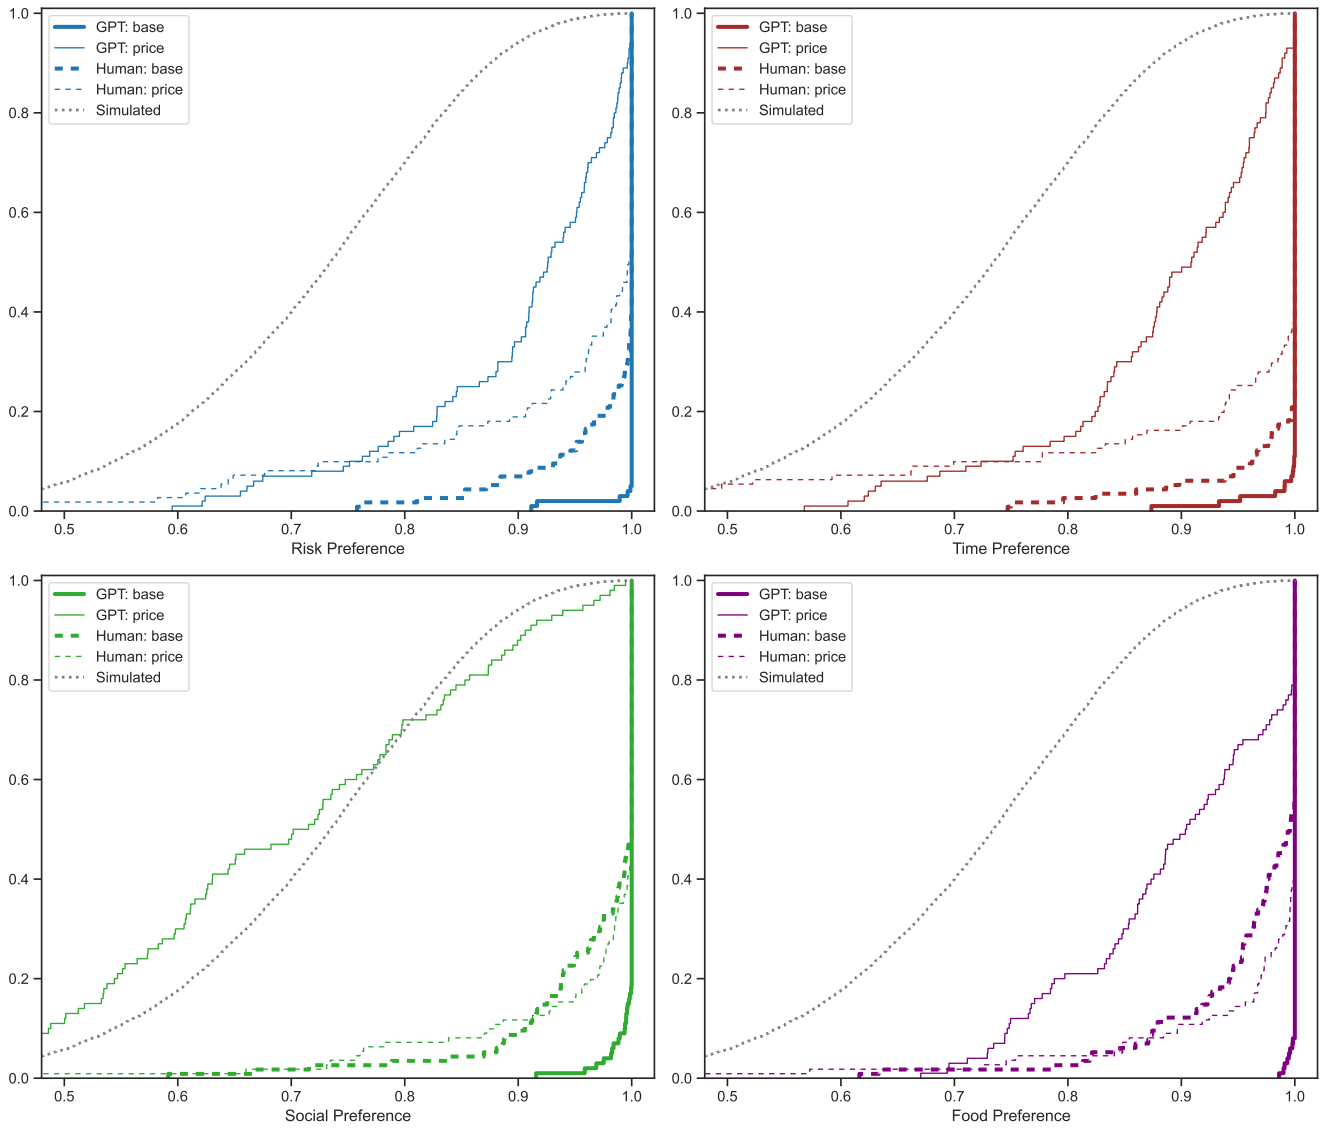 1.0
0.8
0.6
0.4
0.2
0.0
GPT: base
GPT: price
Human: base
Human: price
Simulated
0.5 0.6 0.7 0.8 0.9 1.0
Risk Preference
1.0
0.8
0.6
0.4
0.2
0.0
GPT: base
GPT: price
Human: base
Human: price
Simulated
0.5 0.6 0.7 0.8 0.9 1.0
Time Preference
1.0
0.8
0.6
0.4
0.2
0.0
GPT: base
GPT: price
Human: base
Human: price
Simulated
0.5 0.6 0.7 0.8 0.9 1.0
Social Preference
1.0
0.8
0.6
0.4
0.2
0.0
GPT: base
GPT: price
Human: base
Human: price
Simulated
0.5 0.6 0.7 0.8 0.9 1.0
Food Preference